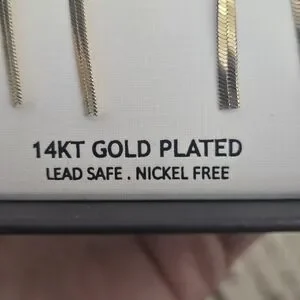 14KT GOLD PLATED
LEAD SAFE . NICKEL FREE